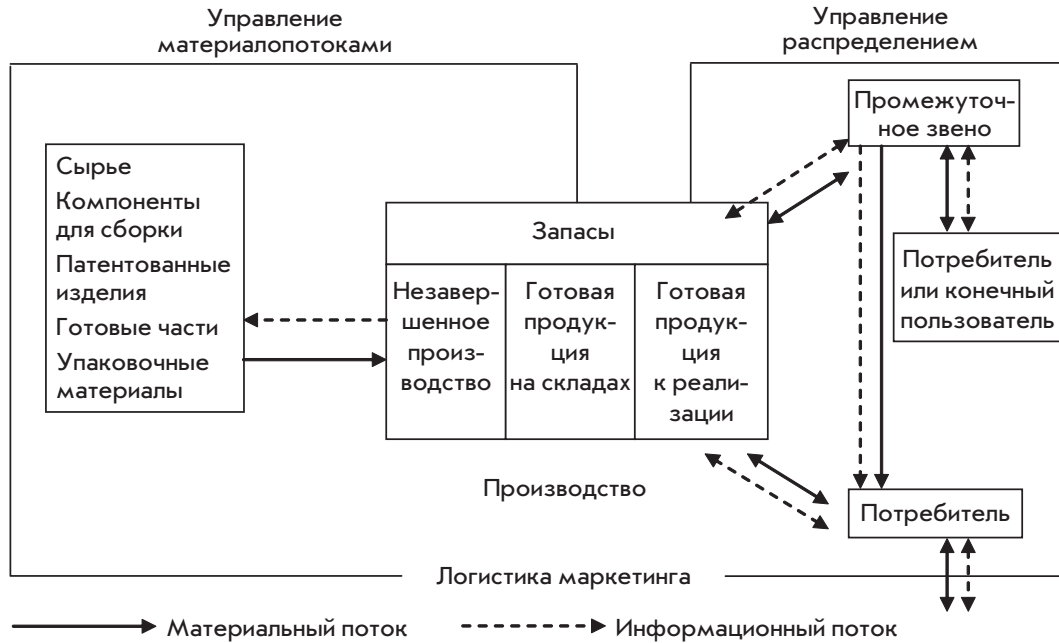 Управление
материалопотоками
Управление
распределением
Промежуточ-
ное звено
Сырье
Компоненты
для сборки
Патентованные
изделия
Готовые части
Упаковочные
материалы
Запасы
Незавер-
шенное
произ-
водство
Готовая
продук-
ция
на складах
Готовая
продук-
ция
к реали-
зации
Потребитель
или конечный
пользователь
Производство
Потребитель
Логистика маркетинга
Материальный поток
Информационный поток